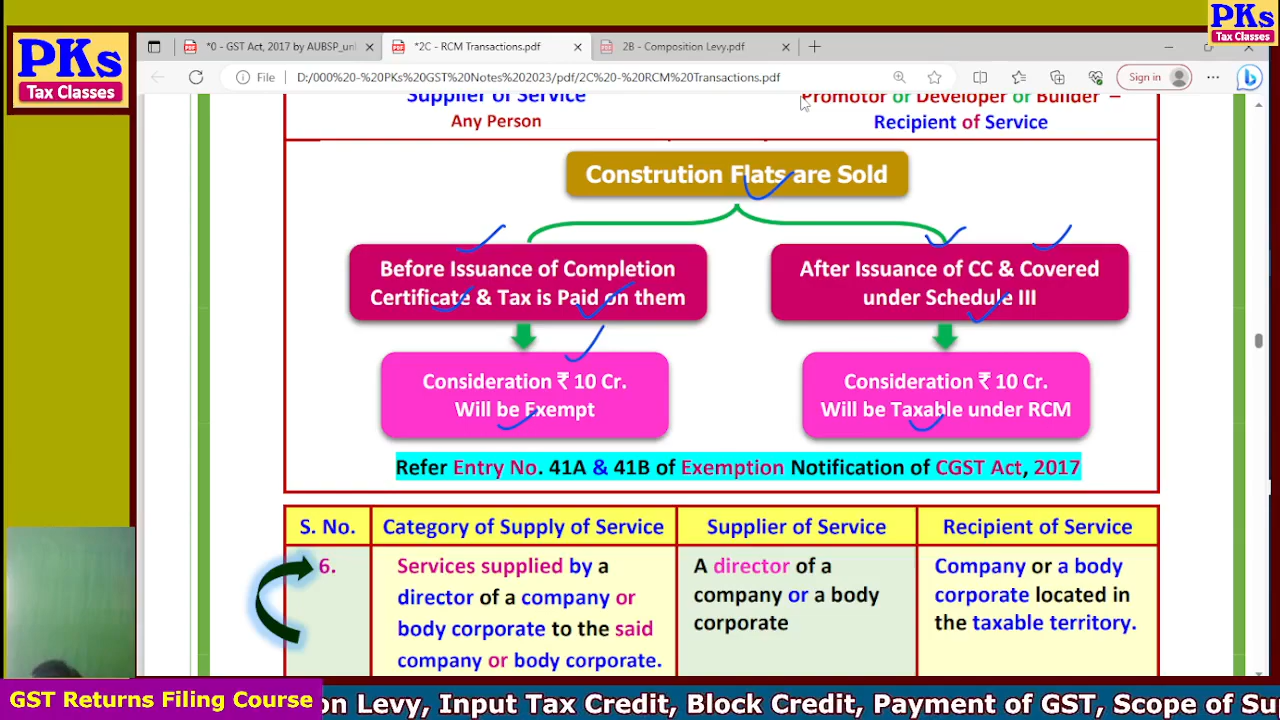 PKs
Tax Classes
PKs
Tax Classes
*0 - GST Act, 2017 by AUBSP_unl
*2C - RCM Transactions.pdf
2B - Composition Levy.pdf
File
D:/000%20-%20PKs%20GST%20Notes%202023/pdf/2C%20-%20RCM%20Transactions.pdf
Sign in
Supplier of Service
Any Person
Promotor or Developer or Builder –
Recipient of Service
Constrution Flats are Sold
Before Issuance of Completion
Certificate & Tax is Paid on them
After Issuance of CC & Covered
under Schedule III
Consideration ₹ 10 Cr.
Will be Exempt
Consideration ₹ 10 Cr.
Will be Taxable under RCM
Refer Entry No. 41A & 41B of Exemption Notification of CGST Act, 2017
S. No.
Category of Supply of Service
Supplier of Service
Recipient of Service
6.
Services supplied by a
director of a company or
body corporate to the said
company or body corporate.
A director of a
company or a body
corporate
Company or a body
corporate located in
the taxable territory.
GST Returns Filing Course
on Levy, Input Tax Credit, Block Credit, Payment of GST, Scope of Su